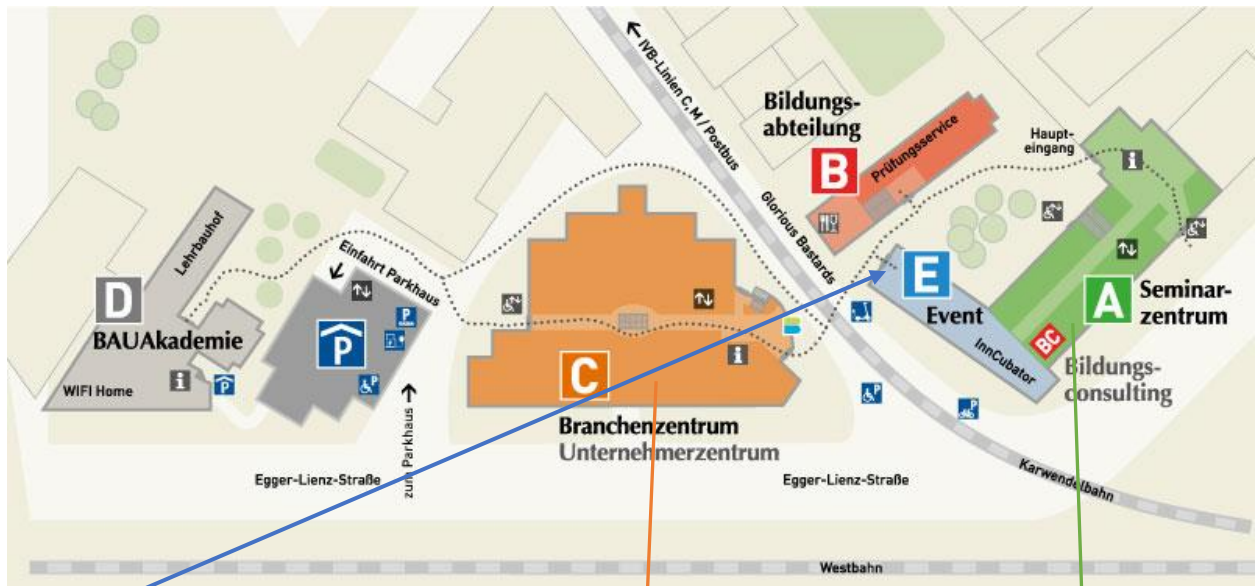 IVB-Linien C, M / Postbus
Bildungs-
abteilung
B
Prüfungsservice
Haupt-
eingang
i
Glorious Bastards
Lehrbauhof
Einfahrt Parkhaus
D
BAUAkademie
WIFI Home
i
P
P
P
P
zum Parkhaus
C
i
Branchenzentrum
Unternehmerzentrum
P
P
E
Event
InnCubator
A
Seminar-
zentrum
BC
Bildungs-
consulting
Egger-Lienz-Straße
Egger-Lienz-Straße
Karwendelbahn
Westbahn